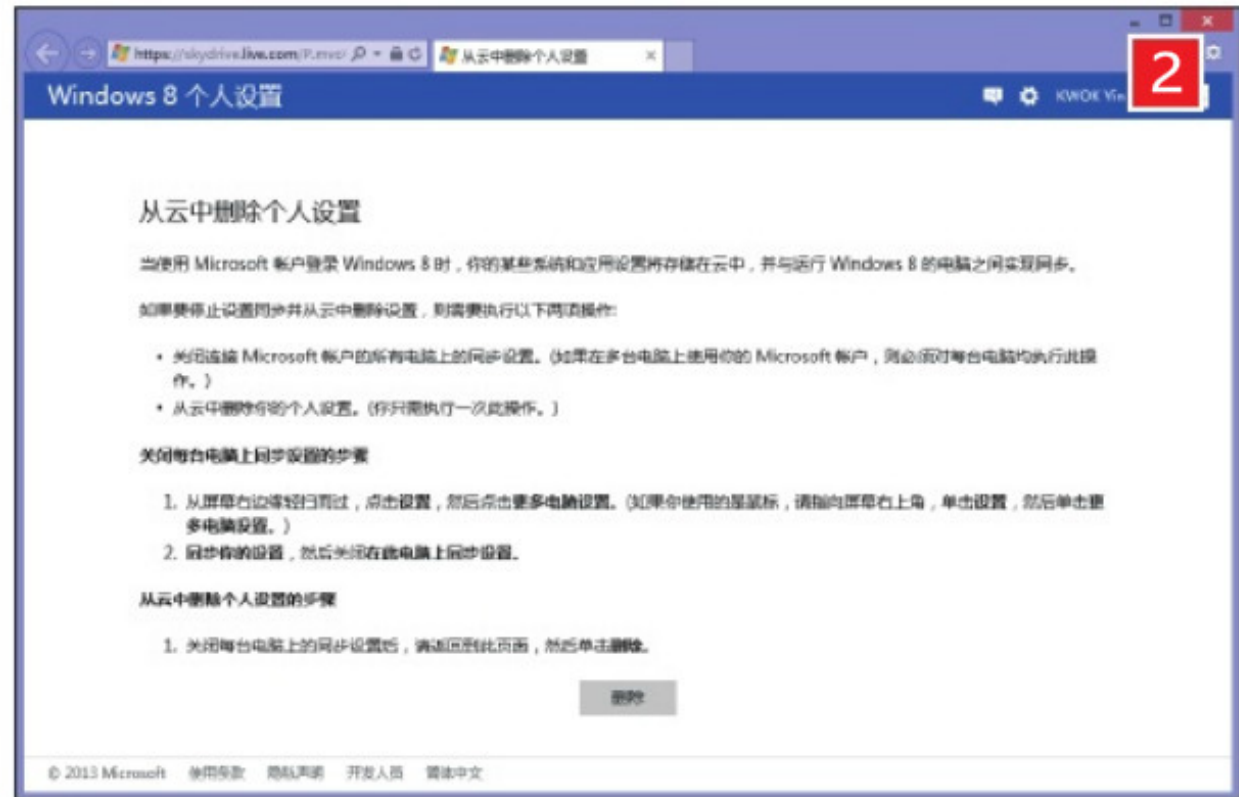 https://skydrive.live.com/P.mvc/
从云中删除个人设置
2
Windows 8 个人设置
KWOK Yin
从云中删除个人设置
当使用 Microsoft 帐户登录 Windows 8 时，你的某些系统和应用设置将存储在云中，并与运行 Windows 8 的电脑之间实现同步。
如果要停止设置同步并从云中删除设置，则需要执行以下两项操作:
• 关闭连接 Microsoft 帐户的所有电脑上的同步设置。(如果在多台电脑上使用你的 Microsoft 帐户，则必须对每台电脑均执行此操
作。)
• 从云中删除你的个人设置。(你只需执行一次此操作。)
关闭每台电脑上同步设置的步骤
1. 从屏幕右边缘轻扫而过，点击设置，然后点击更多电脑设置。(如果你使用的是鼠标，请指向屏幕右上角，单击设置，然后单击更
多电脑设置。)
2. 同步你的设置，然后关闭在此电脑上同步设置。
从云中删除个人设置的步骤
1. 关闭每台电脑上的同步设置后，请返回到此页面，然后单击删除。
删除
© 2013 Microsoft 使用条款 隐私声明 开发人员 简体中文